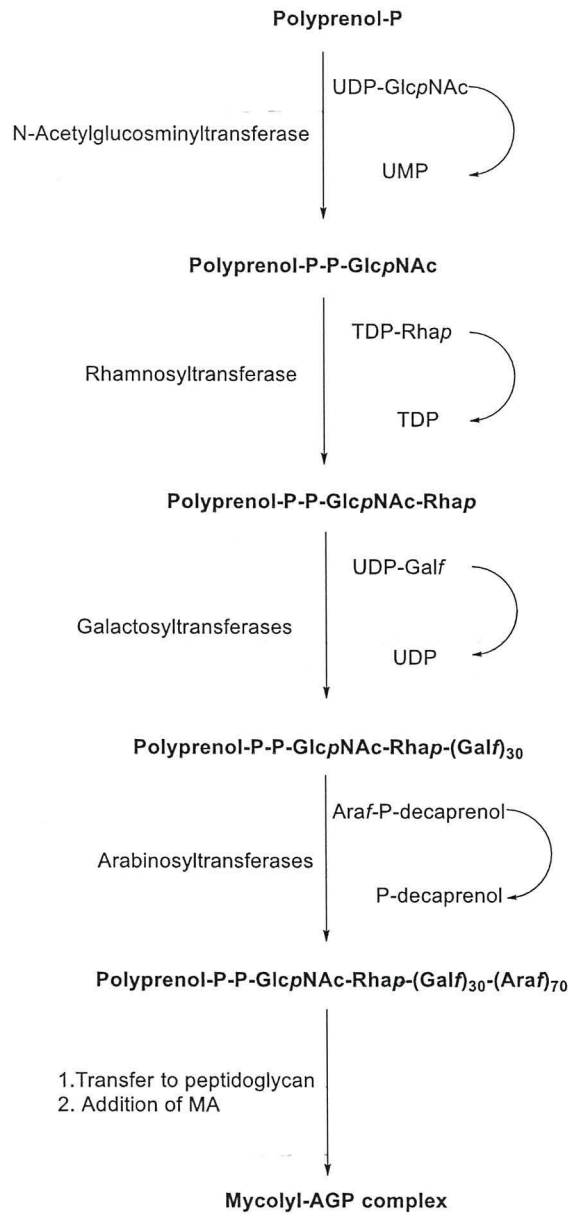 Polyprenol-P
UDP-GlcpNAc
N-Acetylglucosminyltransferase
UMP
Polyprenol-P-P-GlcpNAc
TDP-Rhap
Rhamnosyltransferase
TDP
Polyprenol-P-P-GlcpNAc-Rhap
UDP-Galf
Galactosyltransferases
UDP
Polyprenol-P-P-GlcpNAc-Rhap-(Galf)30
Araf-P-decaprenol
Arabinosyltransferases
P-decaprenol
Polyprenol-P-P-GlcpNAc-Rhap-(Galf)30-(Araf)70
1.Transfer to peptidoglycan
2. Addition of MA
Mycolyl-AGP complex